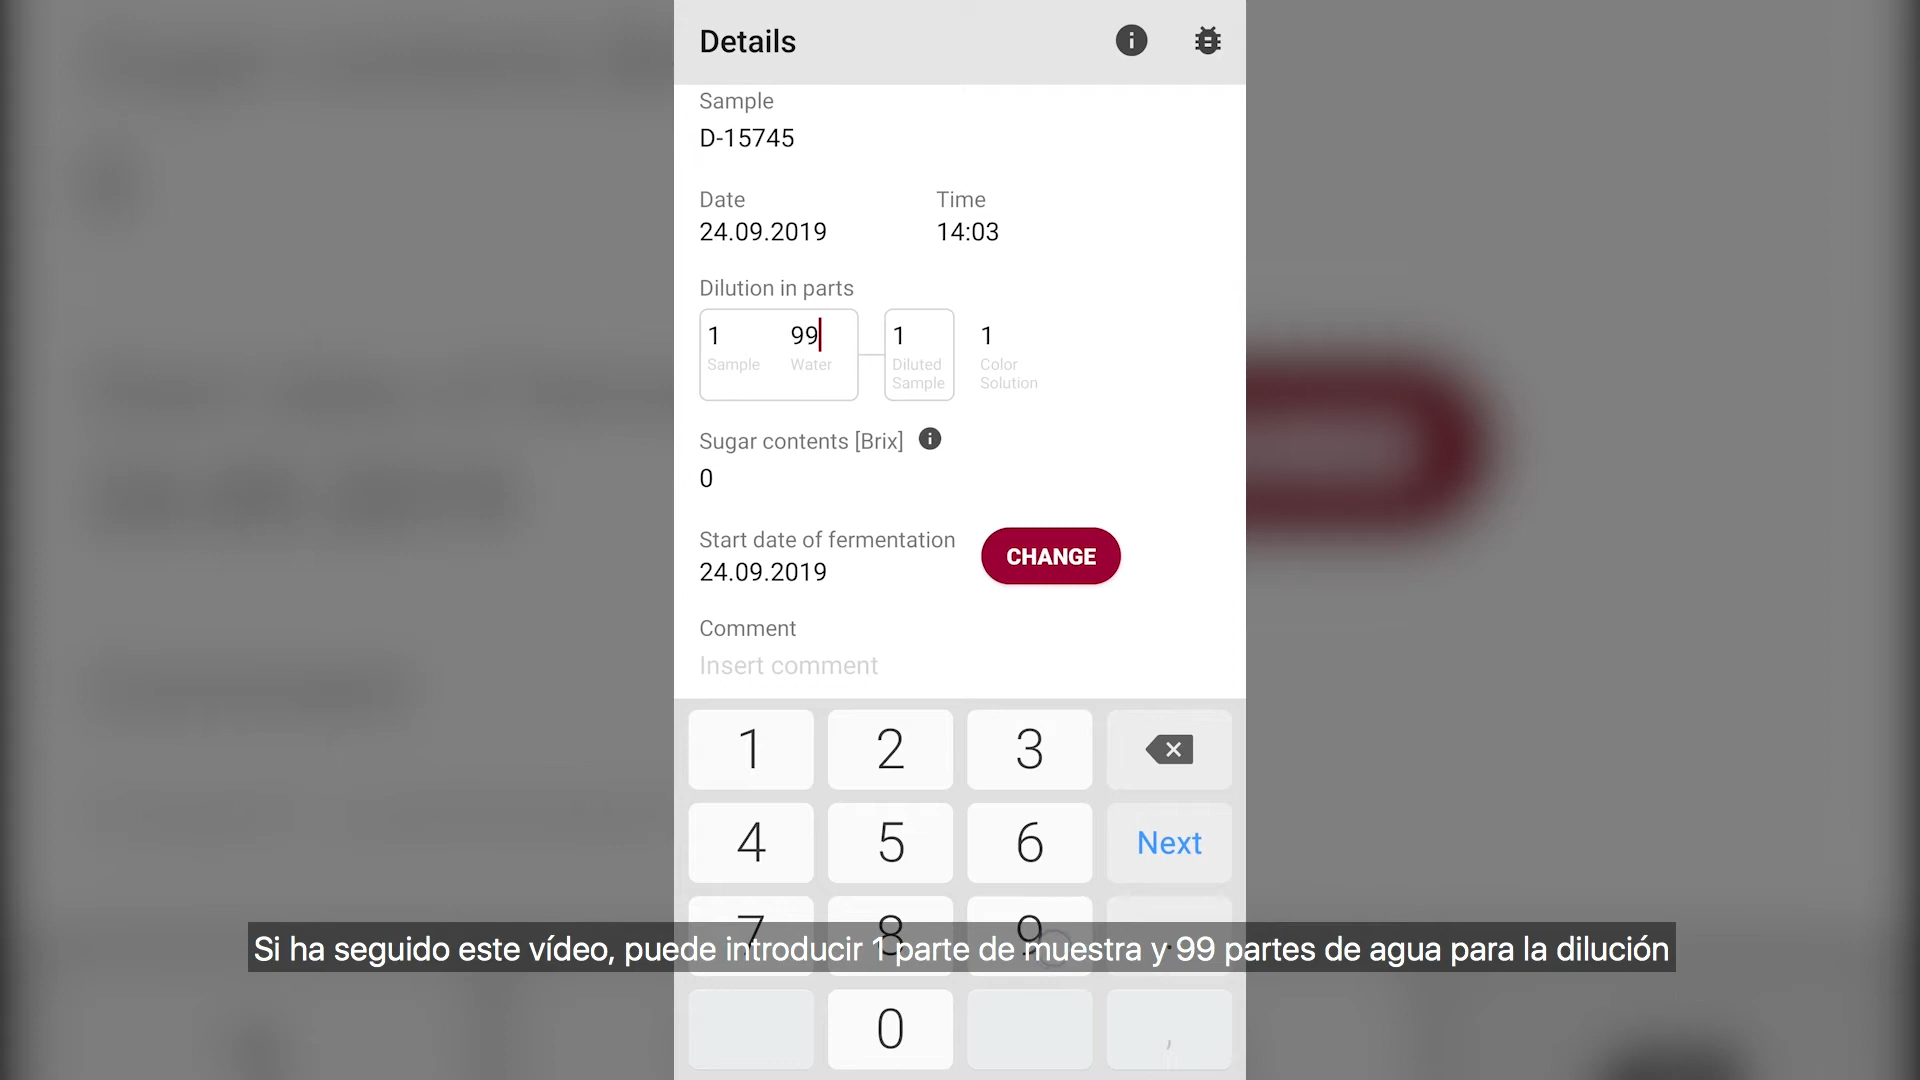 Details
Sample
D-15745
Date Time
24.09.2019 14:03
Dilution in parts
1 99 1 1
Sample Water Diluted Sample Color Solution
Sugar contents [Brix]
0
Start date of fermentation
24.09.2019
CHANGE
Comment
Insert comment
1 2 3
4 5 6 Next
7 8 9 .
Si ha seguido este vídeo, puede introducir 1 parte de muestra y 99 partes de agua para la dilución
0 ,